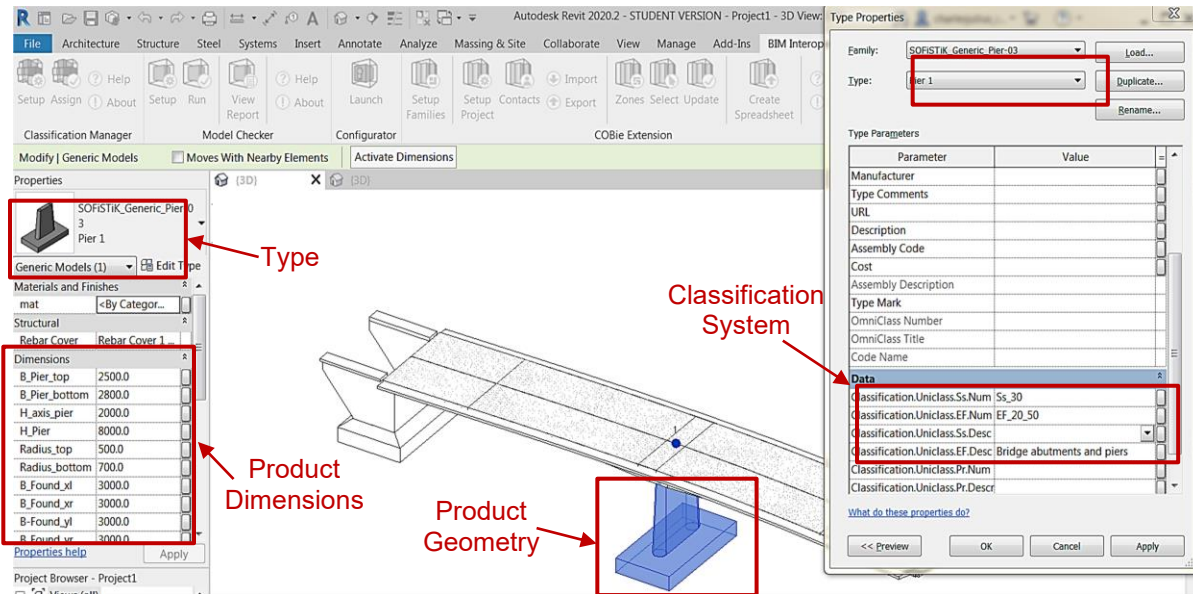 Autodesk Revit 2020.2 - STUDENT VERSION - Project1 - 3D View:
File Architecture Structure Steel Systems Insert Annotate Analyze Massing & Site Collaborate View Manage Add-Ins BIM Interop
Help Help Import
Setup Assign About Setup Run View Report About Launch Setup Families Setup Project Contacts Export Zones Select Update Create Spreadsheet
Classification Manager Model Checker Configurator COBie Extension
Modify | Generic Models Moves With Nearby Elements Activate Dimensions
Properties
{3D} X {3D}
SOFiSTiK_Generic_Pier-0
3
Pier 1
Generic Models (1) Edit Type
Materials and Finishes
mat <By Categor...
Structural
Rebar Cover Rebar Cover 1 ...
Dimensions
B_Pier_top 2500.0
B_Pier_bottom 2800.0
H_axis_pier 2000.0
H_Pier 8000.0
Radius_top 500.0
Radius_bottom 700.0
B_Found_xl 3000.0
B_Found_xr 3000.0
B-Found_yl 3000.0
B_Found_yr 3000.0
Properties help Apply
Project Browser - Project1
Views (all)
Type
Product
Dimensions
Product
Geometry
Classification
System
1
Type Properties
Family: SOFiSTiK_Generic_Pier-03 Load...
Type: Pier 1 Duplicate...
Rename...
Type Parameters
Parameter Value =
Manufacturer
Type Comments
URL
Description
Assembly Code
Cost
Assembly Description
Type Mark
OmniClass Number
OmniClass Title
Code Name
Data
Classification.Uniclass.Ss.Num Ss_30
Classification.Uniclass.EF.Num EF_20_50
Classification.Uniclass.Ss.Desc
Classification.Uniclass.EF.Desc Bridge abutments and piers
Classification.Uniclass.Pr.Num
Classification.Uniclass.Pr.Descr
What do these properties do?
<< Preview OK Cancel Apply